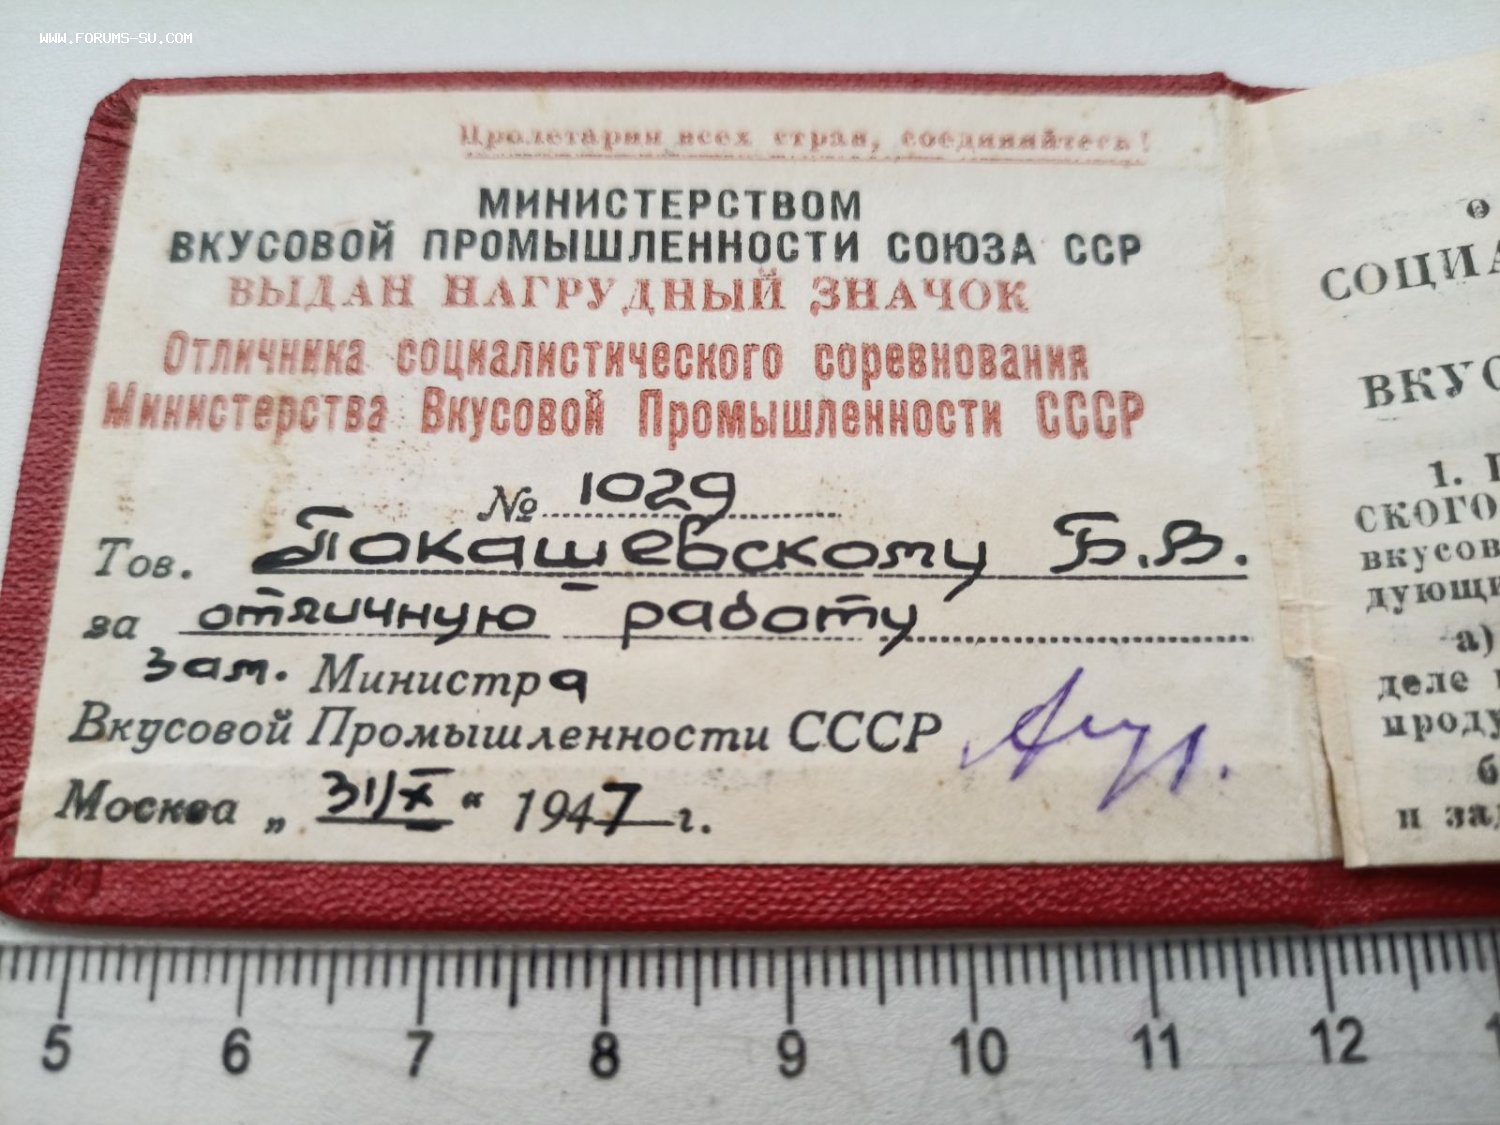 WWW.FORUMS-SU.COM
Пролетарии всех стран, соединяйтесь!
МИНИСТЕРСТВОМ
ВКУСОВОЙ ПРОМЫШЛЕННОСТИ СОЮЗА ССР
ВЫДАН НАГРУДНЫЙ ЗНАЧОК
Отличника социалистического соревнования
Министерства Вкусовой Промышленности СССР
№ 1029
Тов. Покашевскому Б.В.
за отличную работу
Зам. Министра
Вкусовой Промышленности СССР
Москва „31/X“ 1947 г.
о
СОЦИА
ВКУС
1.
СКОГО
вкусов
дующи
а)
деле
проду
б
и зад
5 6 7 8 9 10 11 12